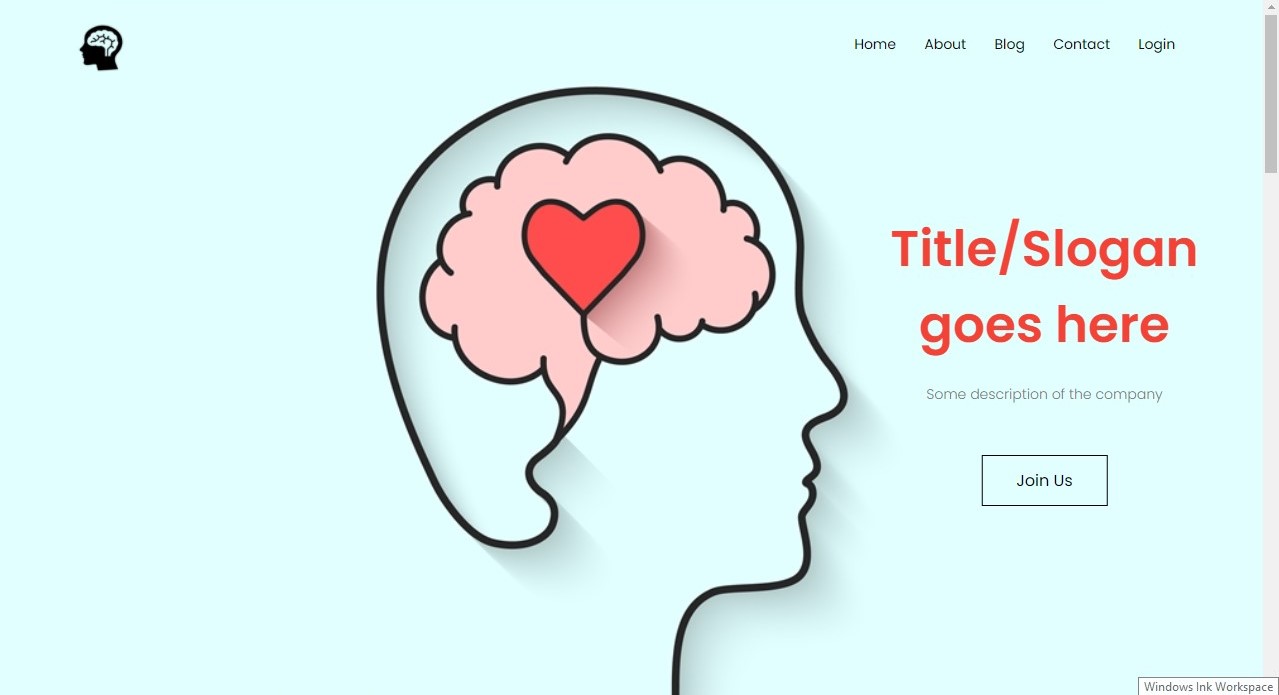 Home About Blog Contact Login
Title/Slogan
goes here
Some description of the company
Join Us
Windows Ink Workspace